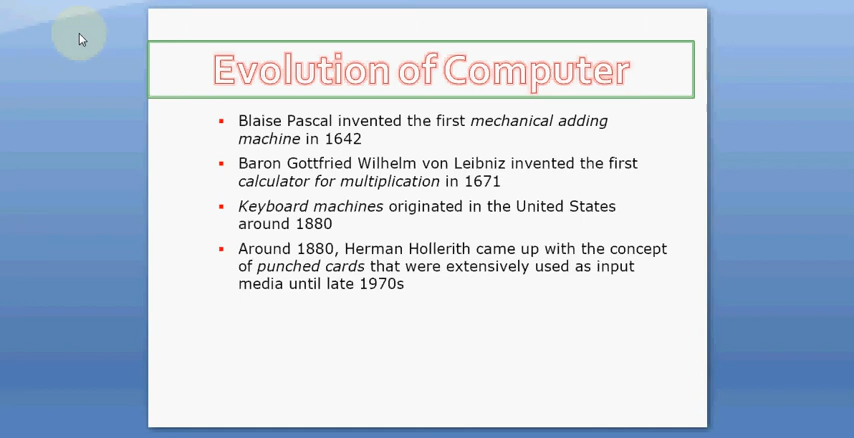 Evolution of Computer
Blaise Pascal invented the first mechanical adding
machine in 1642
Baron Gottfried Wilhelm von Leibniz invented the first
calculator for multiplication in 1671
Keyboard machines originated in the United States
around 1880
Around 1880, Herman Hollerith came up with the concept
of punched cards that were extensively used as input
media until late 1970s